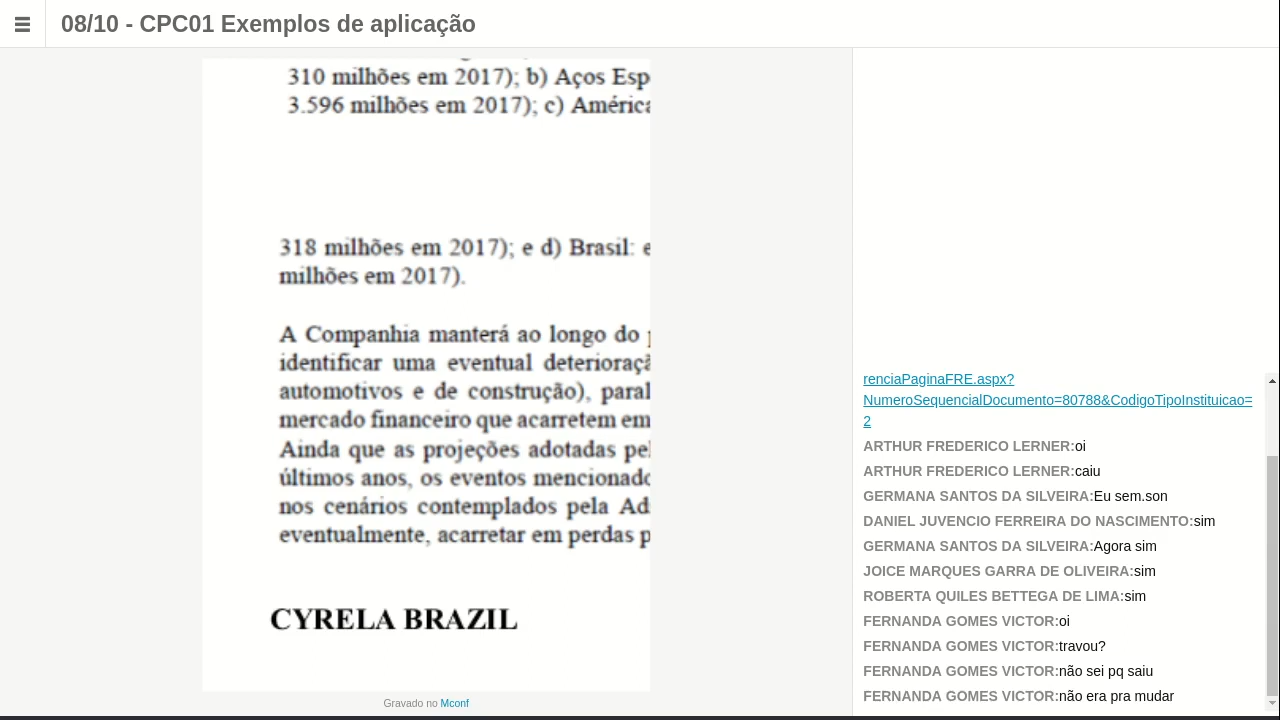 08/10 - CPC01 Exemplos de aplicação
310 milhões em 2017); b) Aços Esp
3.596 milhões em 2017); c) América
318 milhões em 2017); e d) Brasil: e
milhões em 2017).
A Companhia manterá ao longo do
identificar uma eventual deterioraçã
automotivos e de construção), paral
mercado financeiro que acarretem em
Ainda que as projeções adotadas pel
últimos anos, os eventos mencionado
nos cenários contemplados pela Ad
eventualmente, acarretar em perdas p
CYRELA BRAZIL
Gravado no Mconf
renciaPaginaFRE.aspx?
NumeroSequencialDocumento=80788&CodigoTipoInstituicao=
2
ARTHUR FREDERICO LERNER:oi
ARTHUR FREDERICO LERNER:caiu
GERMANA SANTOS DA SILVEIRA:Eu sem.son
DANIEL JUVENCIO FERREIRA DO NASCIMENTO:sim
GERMANA SANTOS DA SILVEIRA:Agora sim
JOICE MARQUES GARRA DE OLIVEIRA:sim
ROBERTA QUILES BETTEGA DE LIMA:sim
FERNANDA GOMES VICTOR:oi
FERNANDA GOMES VICTOR:travou?
FERNANDA GOMES VICTOR:não sei pq saiu
FERNANDA GOMES VICTOR:não era pra mudar